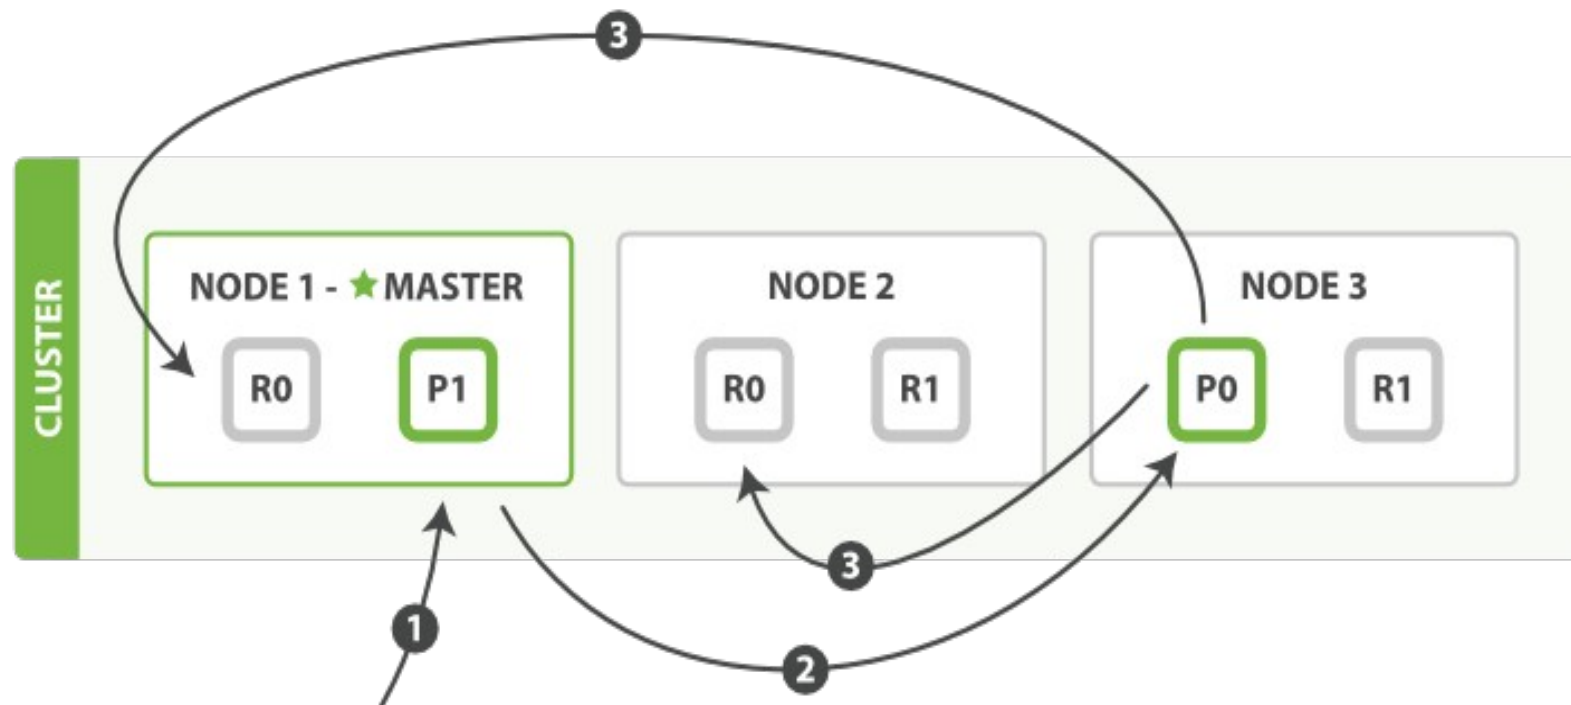 3
CLUSTER
NODE 1 - ★MASTER
R0
P1
NODE 2
R0
R1
NODE 3
P0
R1
3
1
2